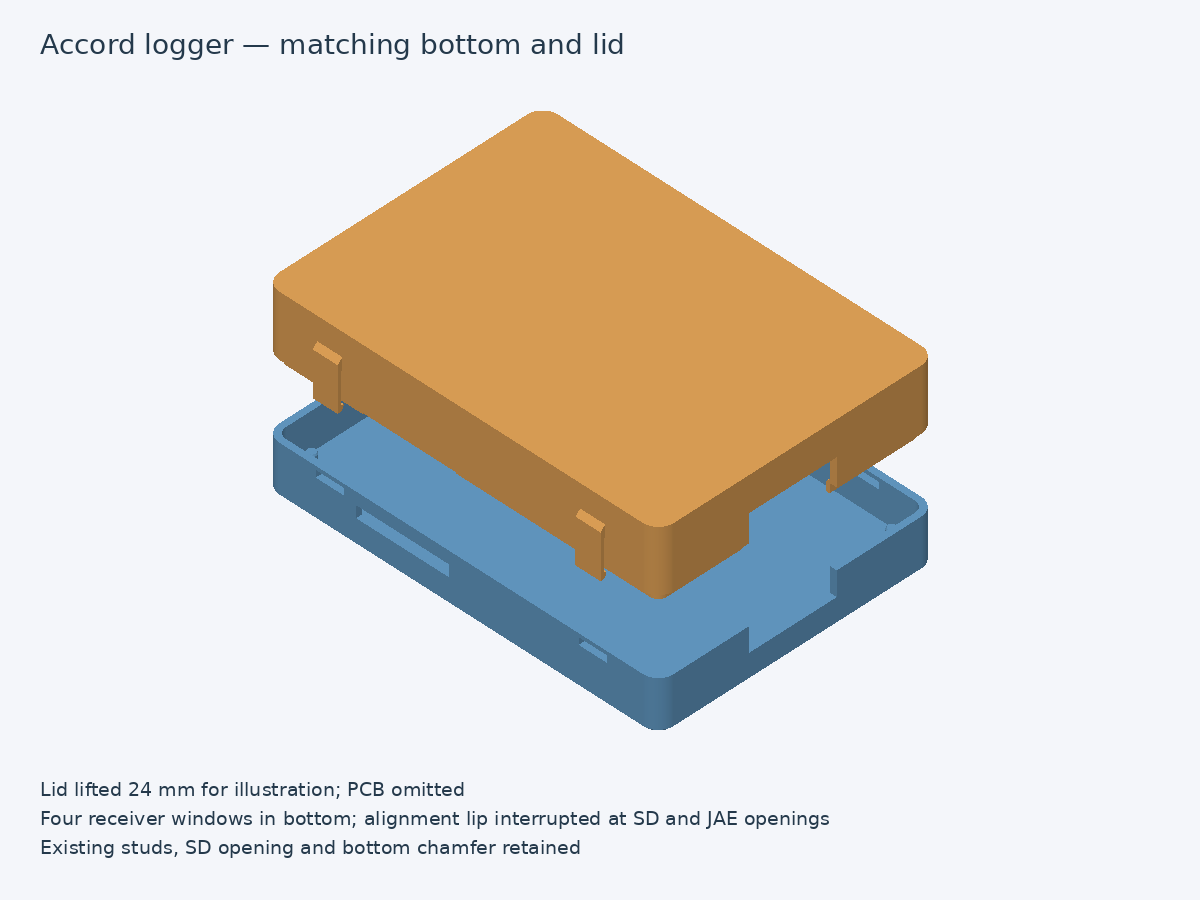 Accord logger — matching bottom and lid
Lid lifted 24 mm for illustration; PCB omitted
Four receiver windows in bottom; alignment lip interrupted at SD and JAE openings
Existing studs, SD opening and bottom chamfer retained